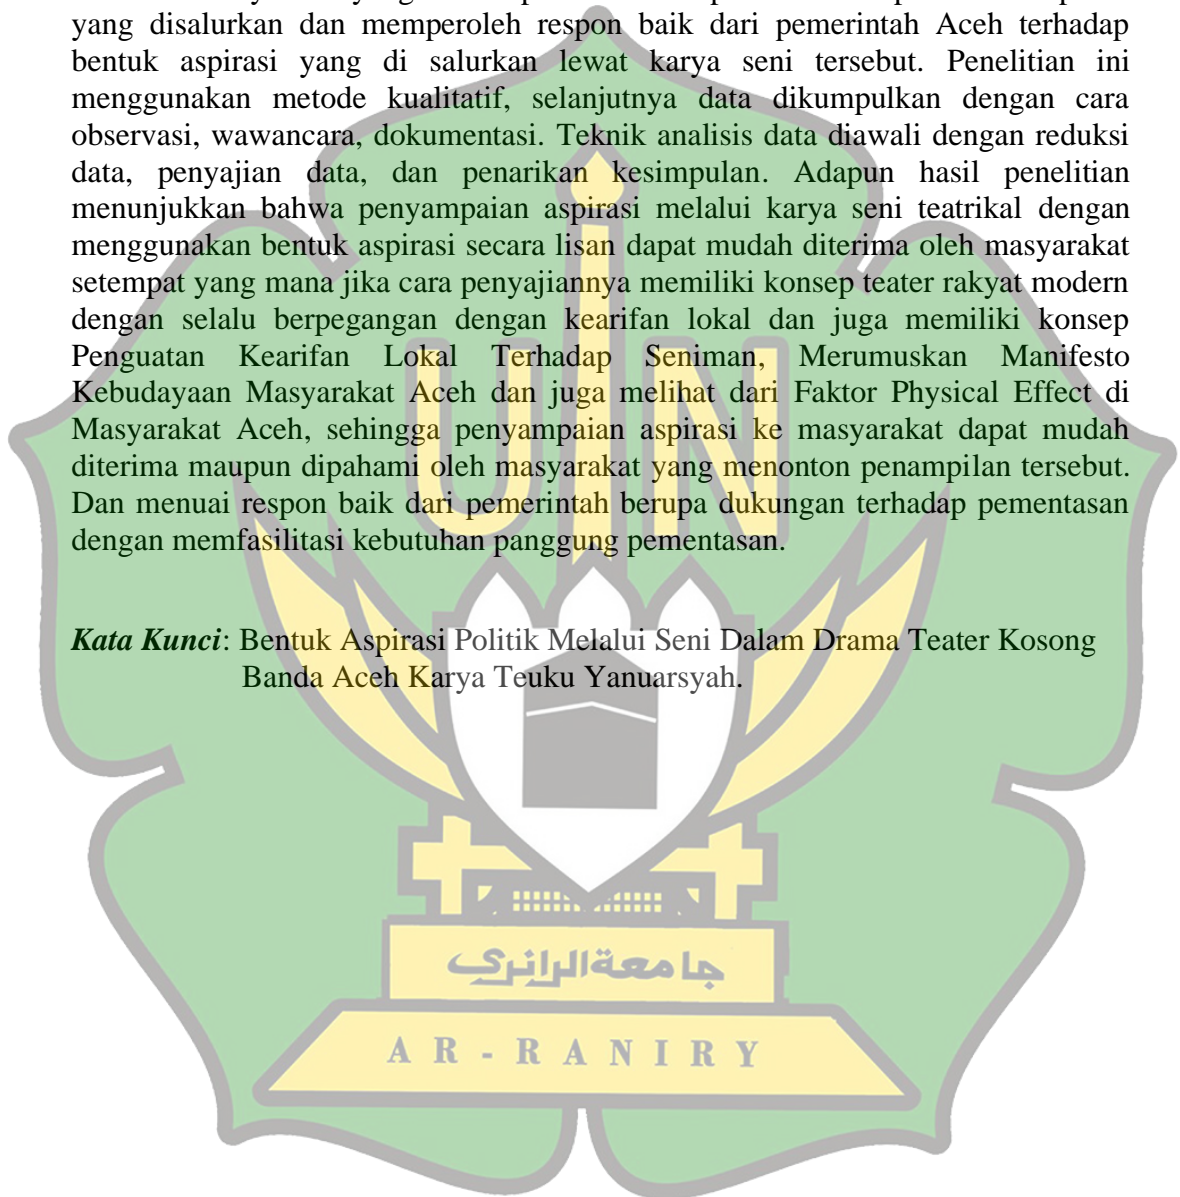 yang disalurkan dan memperoleh respon baik dari pemerintah Aceh terhadap
bentuk aspirasi yang di salurkan lewat karya seni tersebut. Penelitian ini
menggunakan metode kualitatif, selanjutnya data dikumpulkan dengan cara
observasi, wawancara, dokumentasi. Teknik analisis data diawali dengan reduksi
data, penyajian data, dan penarikan kesimpulan. Adapun hasil penelitian
menunjukkan bahwa penyampaian aspirasi melalui karya seni teatrikal dengan
menggunakan bentuk aspirasi secara lisan dapat mudah diterima oleh masyarakat
setempat yang mana jika cara penyajiannya memiliki konsep teater rakyat modern
dengan selalu berpegangan dengan kearifan lokal dan juga memiliki konsep
Penguatan Kearifan Lokal Terhadap Seniman, Merumuskan Manifesto
Kebudayaan Masyarakat Aceh dan juga melihat dari Faktor Physical Effect di
Masyarakat Aceh, sehingga penyampaian aspirasi ke masyarakat dapat mudah
diterima maupun dipahami oleh masyarakat yang menonton penampilan tersebut.
Dan menuai respon baik dari pemerintah berupa dukungan terhadap pementasan
dengan memfasilitasi kebutuhan panggung pementasan.
Kata Kunci: Bentuk Aspirasi Politik Melalui Seni Dalam Drama Teater Kosong
Banda Aceh Karya Teuku Yanuarsyah.
UIN
جامعةالرانري
AR-RANIRY